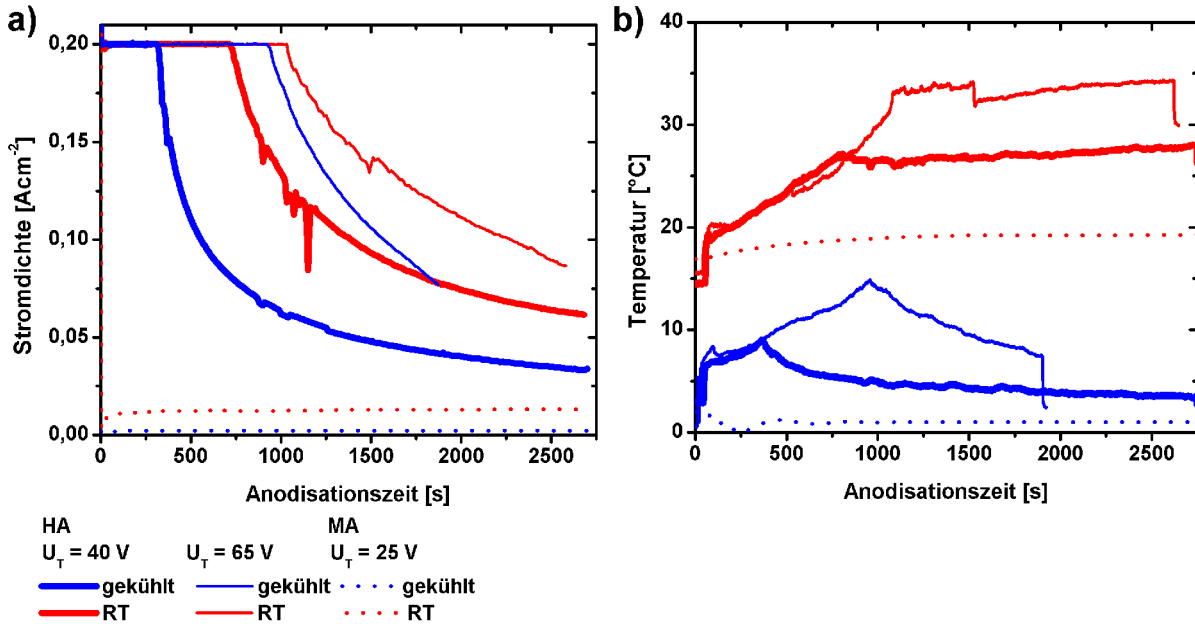 a)
Stromdichte [Acm⁻²]
0,20
0,15
0,10
0,05
0,00
0 500 1000 1500 2000 2500
Anodisationszeit [s]
b)
Temperatur [°C]
40
30
20
10
0
0 500 1000 1500 2000 2500
Anodisationszeit [s]
HA MA
U_T = 40 V U_T = 65 V U_T = 25 V
gekühlt gekühlt gekühlt
RT RT RT